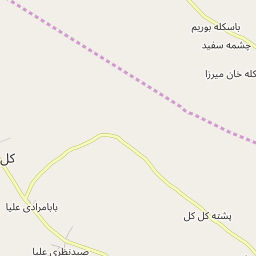 باسکله بوریم
چشمه سفید
کله خان میرزا
کل
بابامرادی علیا
پشته کل کل
صیدنظری علیا